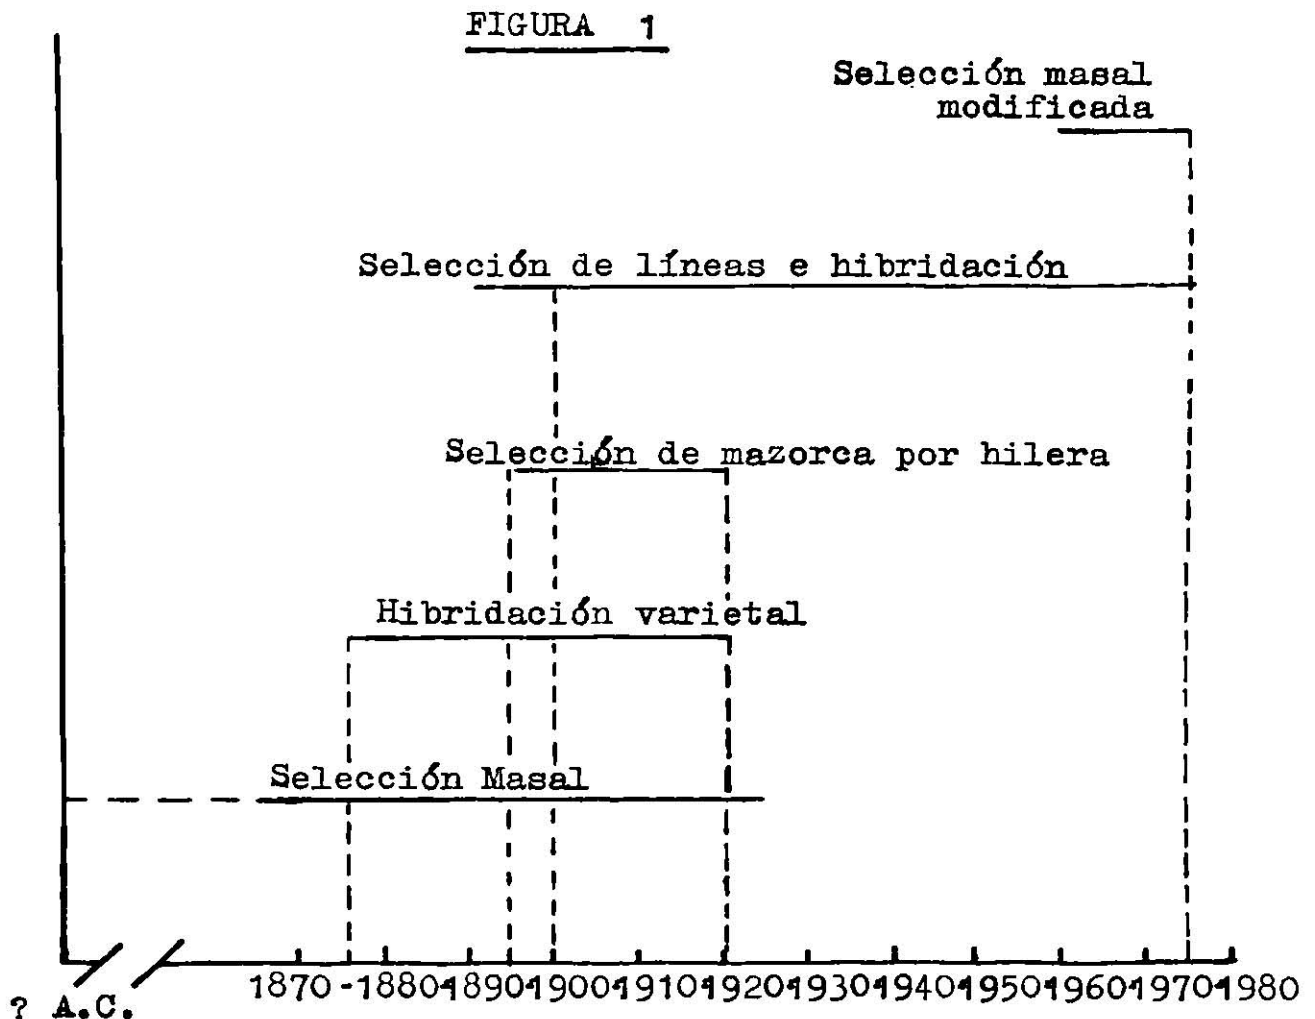 FIGURA 1
Selección masal
modificada
Selección de líneas e hibridación
Selección de mazorca por hilera
Hibridación varietal
Selección Masal
1870-1880-1890-1900-1910-1920-1930-1940-1950-1960-1970-1980
? A.C.